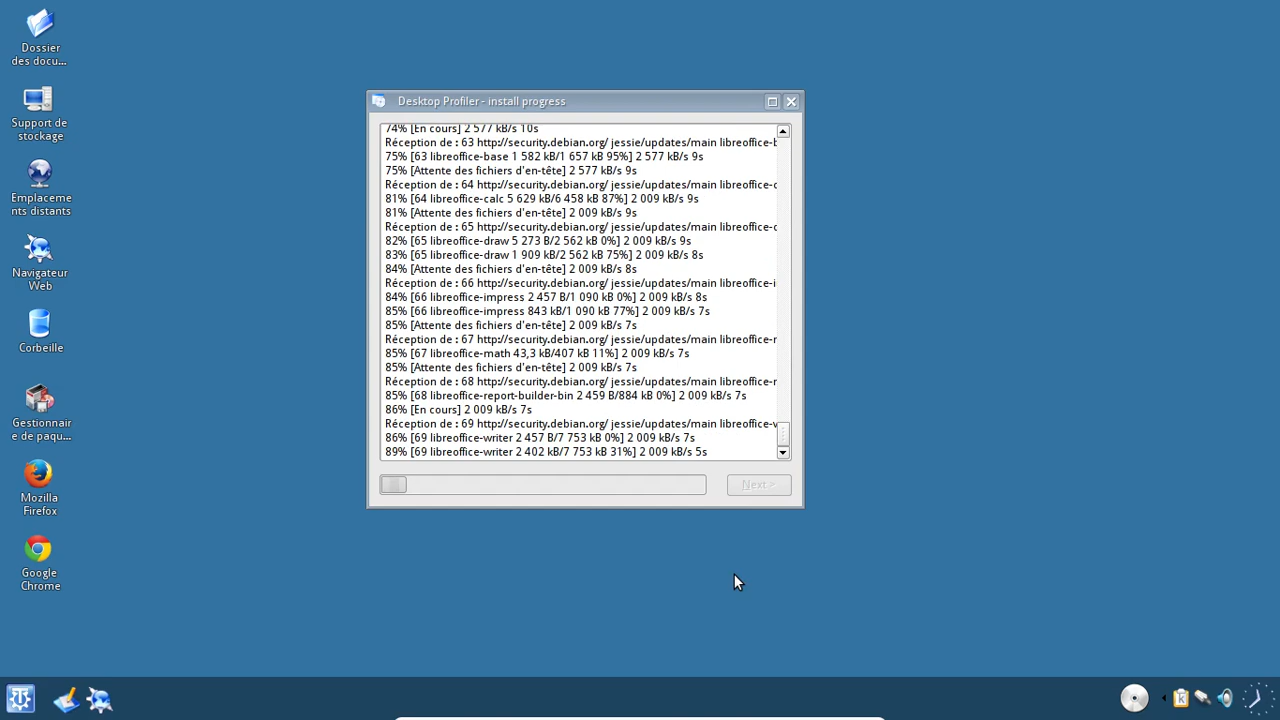 Dossier
des docu...
Support de
stockage
Emplaceme
nts distants
Navigateur
Web
Corbeille
Gestionnair
e de paqu...
Mozilla
Firefox
Google
Chrome
Desktop Profiler - install progress
74% [En cours] 2 577 kB/s 10s
Réception de : 63 http://security.debian.org/ jessie/updates/main libreoffice-b
75% [63 libreoffice-base 1 582 kB/1 657 kB 95%] 2 577 kB/s 9s
75% [Attente des fichiers d'en-tête] 2 577 kB/s 9s
Réception de : 64 http://security.debian.org/ jessie/updates/main libreoffice-c
81% [64 libreoffice-calc 5 629 kB/6 458 kB 87%] 2 009 kB/s 9s
81% [Attente des fichiers d'en-tête] 2 009 kB/s 9s
Réception de : 65 http://security.debian.org/ jessie/updates/main libreoffice-c
82% [65 libreoffice-draw 5 273 B/2 562 kB 0%] 2 009 kB/s 9s
83% [65 libreoffice-draw 1 909 kB/2 562 kB 75%] 2 009 kB/s 8s
84% [Attente des fichiers d'en-tête] 2 009 kB/s 8s
Réception de : 66 http://security.debian.org/ jessie/updates/main libreoffice-i
84% [66 libreoffice-impress 2 457 B/1 090 kB 0%] 2 009 kB/s 8s
85% [66 libreoffice-impress 843 kB/1 090 kB 77%] 2 009 kB/s 7s
85% [Attente des fichiers d'en-tête] 2 009 kB/s 7s
Réception de : 67 http://security.debian.org/ jessie/updates/main libreoffice-r
85% [67 libreoffice-math 43,3 kB/407 kB 11%] 2 009 kB/s 7s
85% [Attente des fichiers d'en-tête] 2 009 kB/s 7s
Réception de : 68 http://security.debian.org/ jessie/updates/main libreoffice-r
85% [68 libreoffice-report-builder-bin 2 459 B/884 kB 0%] 2 009 kB/s 7s
86% [En cours] 2 009 kB/s 7s
Réception de : 69 http://security.debian.org/ jessie/updates/main libreoffice-v
86% [69 libreoffice-writer 2 457 B/7 753 kB 0%] 2 009 kB/s 7s
89% [69 libreoffice-writer 2 402 kB/7 753 kB 31%] 2 009 kB/s 5s
Next >